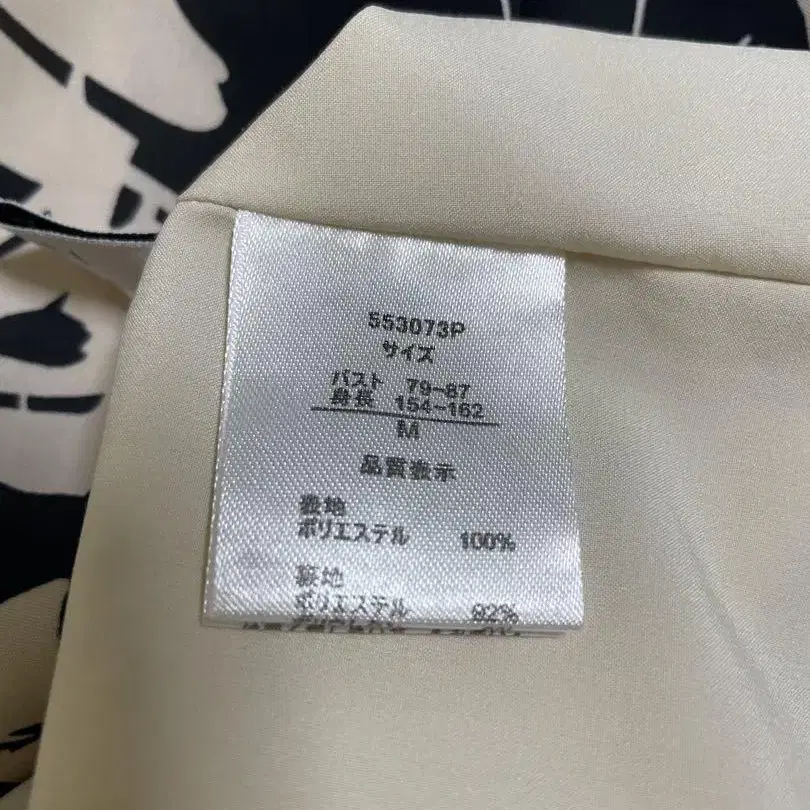 553073P
サイズ
バスト 79~87
身長 154~162
M
品質表示
表地
ポリエステル 100%
裏地
ポリエステル 92%